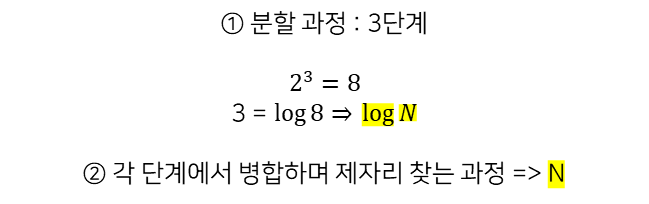 ① 분할 과정 : 3단계
2³ = 8
3 = log 8 ⇒ log N
② 각 단계에서 병합하며 제자리 찾는 과정 => N